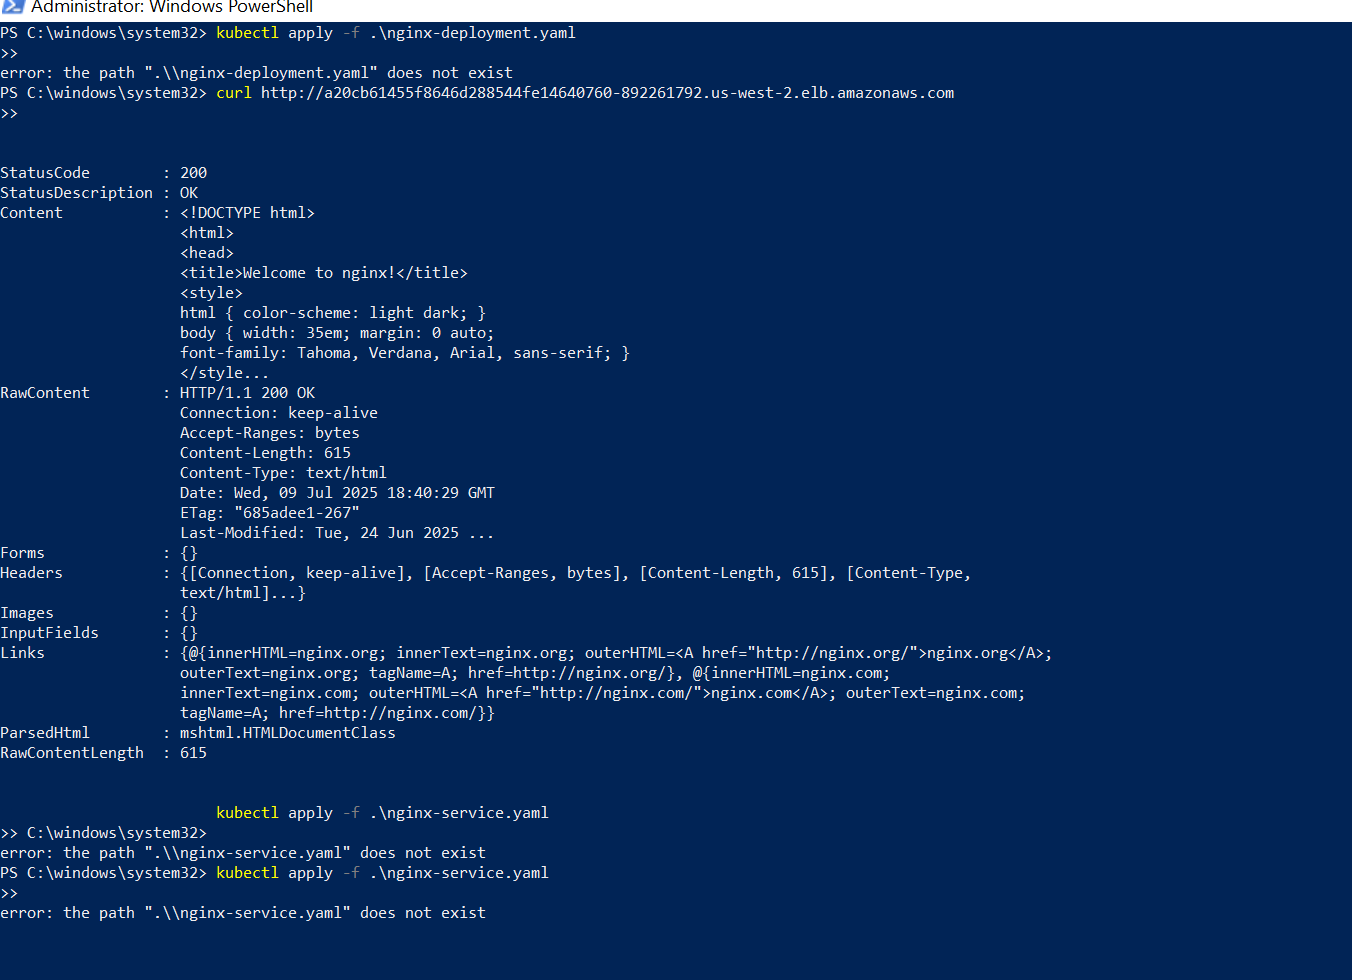 Administrator: Windows PowerShell
PS C:\windows\system32> kubectl apply -f .\nginx-deployment.yaml
>>
error: the path ".\\nginx-deployment.yaml" does not exist
PS C:\windows\system32> curl http://a20cb61455f8646d288544fe14640760-892261792.us-west-2.elb.amazonaws.com
>>
StatusCode : 200
StatusDescription : OK
Content : <!DOCTYPE html>
<html>
<head>
<title>Welcome to nginx!</title>
<style>
html { color-scheme: light dark; }
body { width: 35em; margin: 0 auto;
font-family: Tahoma, Verdana, Arial, sans-serif; }
</style...
RawContent : HTTP/1.1 200 OK
Connection: keep-alive
Accept-Ranges: bytes
Content-Length: 615
Content-Type: text/html
Date: Wed, 09 Jul 2025 18:40:29 GMT
ETag: "685adee1-267"
Last-Modified: Tue, 24 Jun 2025 ...
Forms : {}
Headers : {[Connection, keep-alive], [Accept-Ranges, bytes], [Content-Length, 615], [Content-Type,
text/html]...}
Images : {}
InputFields : {}
Links : {@{innerHTML=nginx.org; innerText=nginx.org; outerHTML=<A href="http://nginx.org/">nginx.org</A>;
outerText=nginx.org; tagName=A; href=http://nginx.org/}, @{innerHTML=nginx.com;
innerText=nginx.com; outerHTML=<A href="http://nginx.com/">nginx.com</A>; outerText=nginx.com;
tagName=A; href=http://nginx.com/}}
ParsedHtml : mshtml.HTMLDocumentClass
RawContentLength : 615
kubectl apply -f .\nginx-service.yaml
>> C:\windows\system32>
error: the path ".\\nginx-service.yaml" does not exist
PS C:\windows\system32> kubectl apply -f .\nginx-service.yaml
>>
error: the path ".\\nginx-service.yaml" does not exist